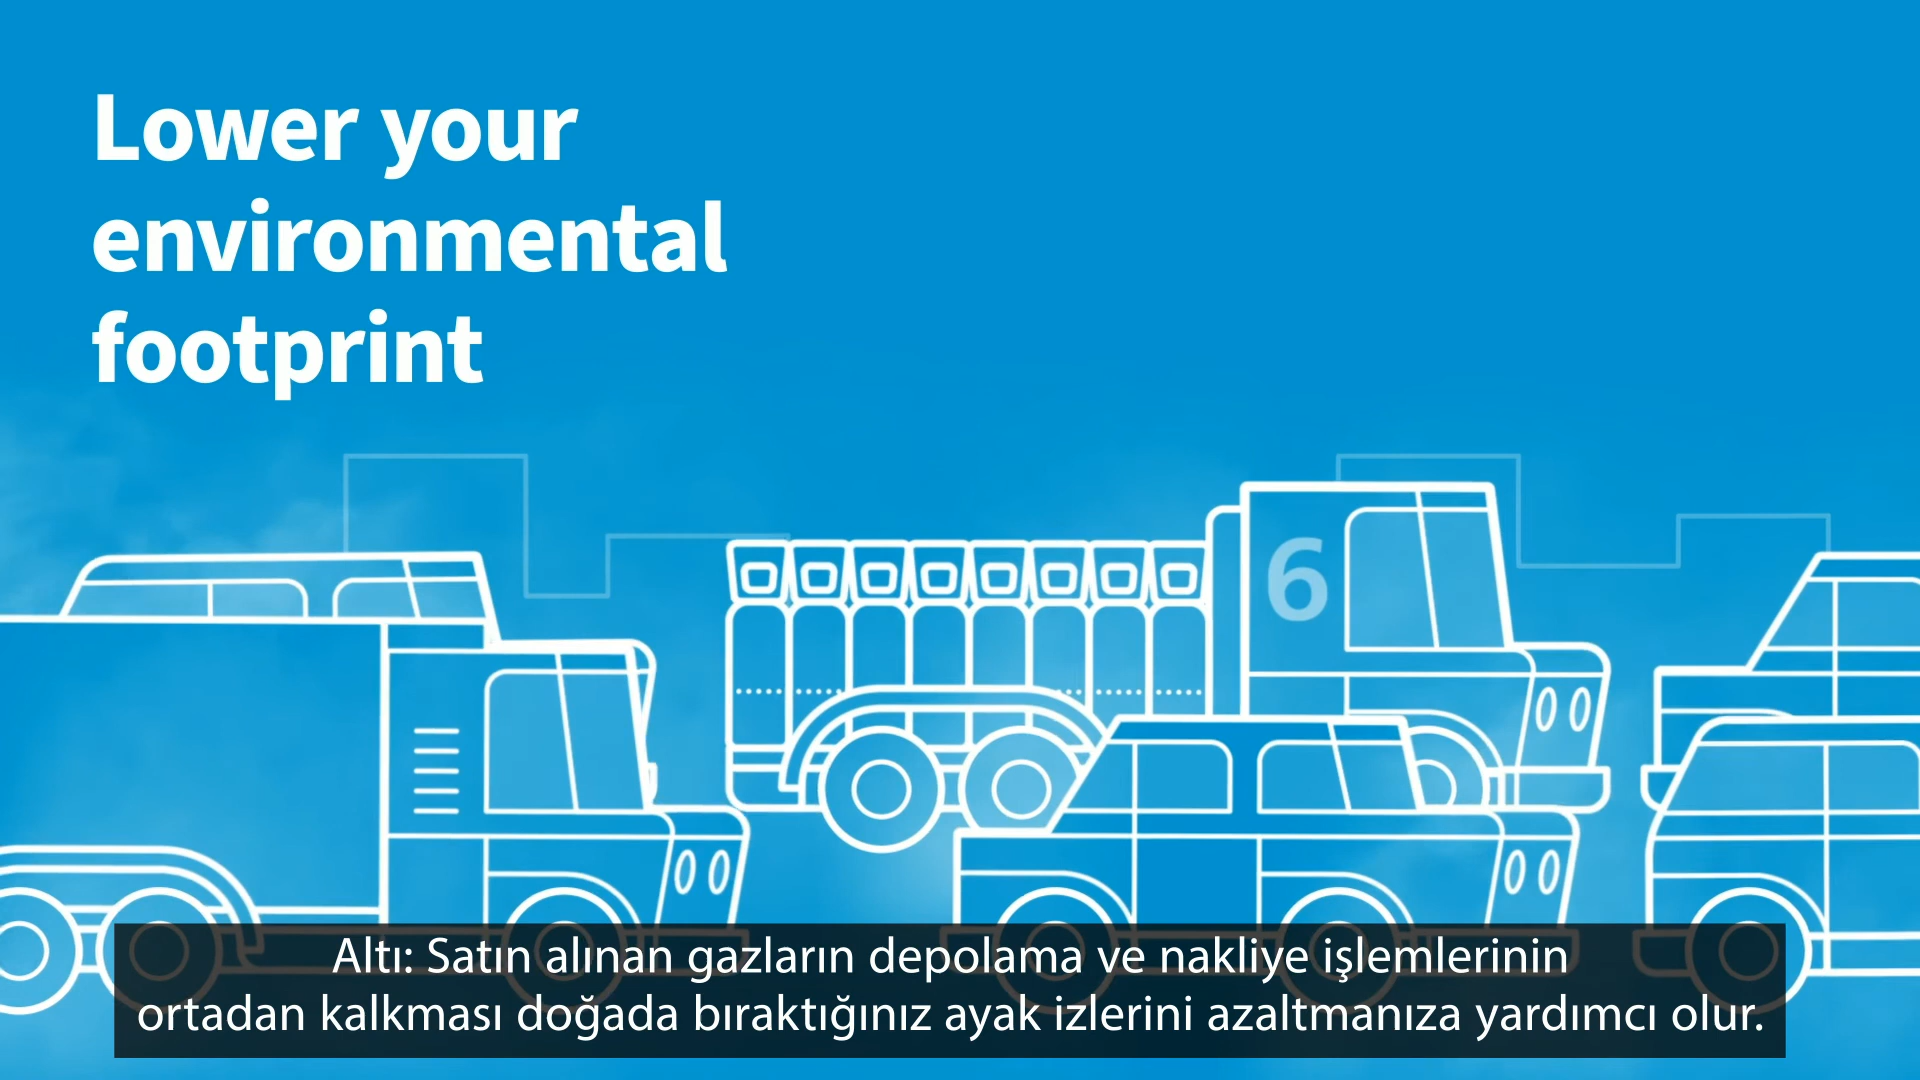 Lower your
environmental
footprint
6
Altı: Satın alınan gazların depolama ve nakliye işlemlerinin
ortadan kalkması doğada bıraktığınız ayak izlerini azaltmanıza yardımcı olur.